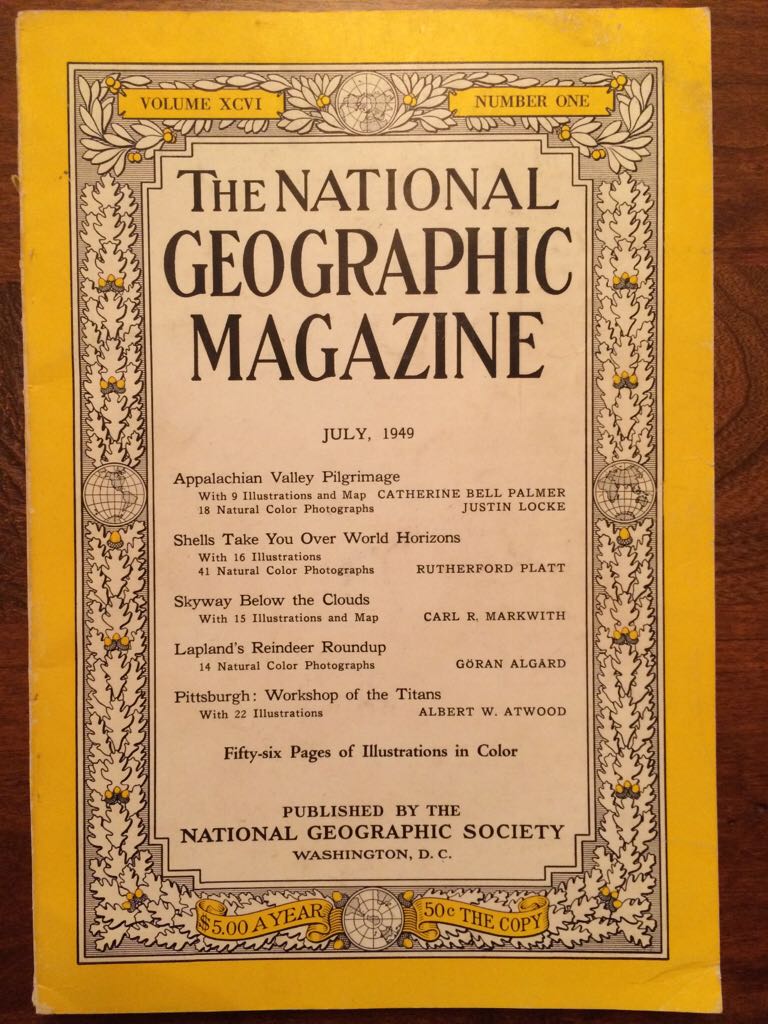 VOLUME XCVI NUMBER ONE
THE NATIONAL
GEOGRAPHIC
MAGAZINE
JULY, 1949
Appalachian Valley Pilgrimage
With 9 Illustrations and Map CATHERINE BELL PALMER
18 Natural Color Photographs JUSTIN LOCKE
Shells Take You Over World Horizons
With 16 Illustrations
41 Natural Color Photographs RUTHERFORD PLATT
Skyway Below the Clouds
With 15 Illustrations and Map CARL R. MARKWITH
Lapland's Reindeer Roundup
14 Natural Color Photographs GÖRAN ALGÅRD
Pittsburgh: Workshop of the Titans
With 22 Illustrations ALBERT W. ATWOOD
Fifty-six Pages of Illustrations in Color
PUBLISHED BY THE
NATIONAL GEOGRAPHIC SOCIETY
WASHINGTON, D. C.
$5.00 A YEAR 50c THE COPY